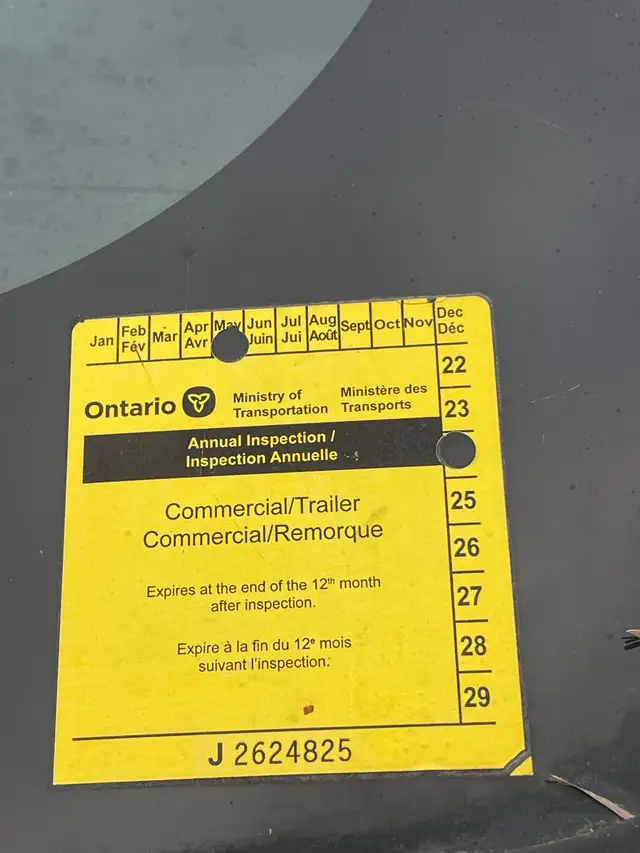 Jan Feb Mar Apr May Jun Jul Aug Sept Oct Nov Dec
Fév Avr Juin Jui Août Déc
22
Ontario Ministry of Ministère des
Transportation Transports
23
Annual Inspection /
Inspection Annuelle
25
Commercial/Trailer
Commercial/Remorque
26
Expires at the end of the 12th month
after inspection.
27
Expire à la fin du 12e mois
suivant l'inspection.
28
29
J 2624825